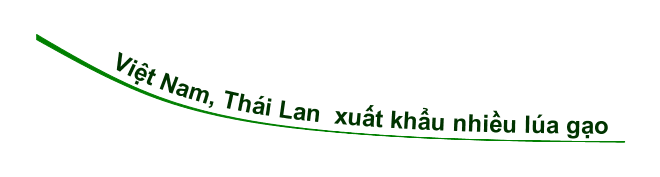 Việt Nam, Thái Lan  xuất khẩu nhiều lúa gạo